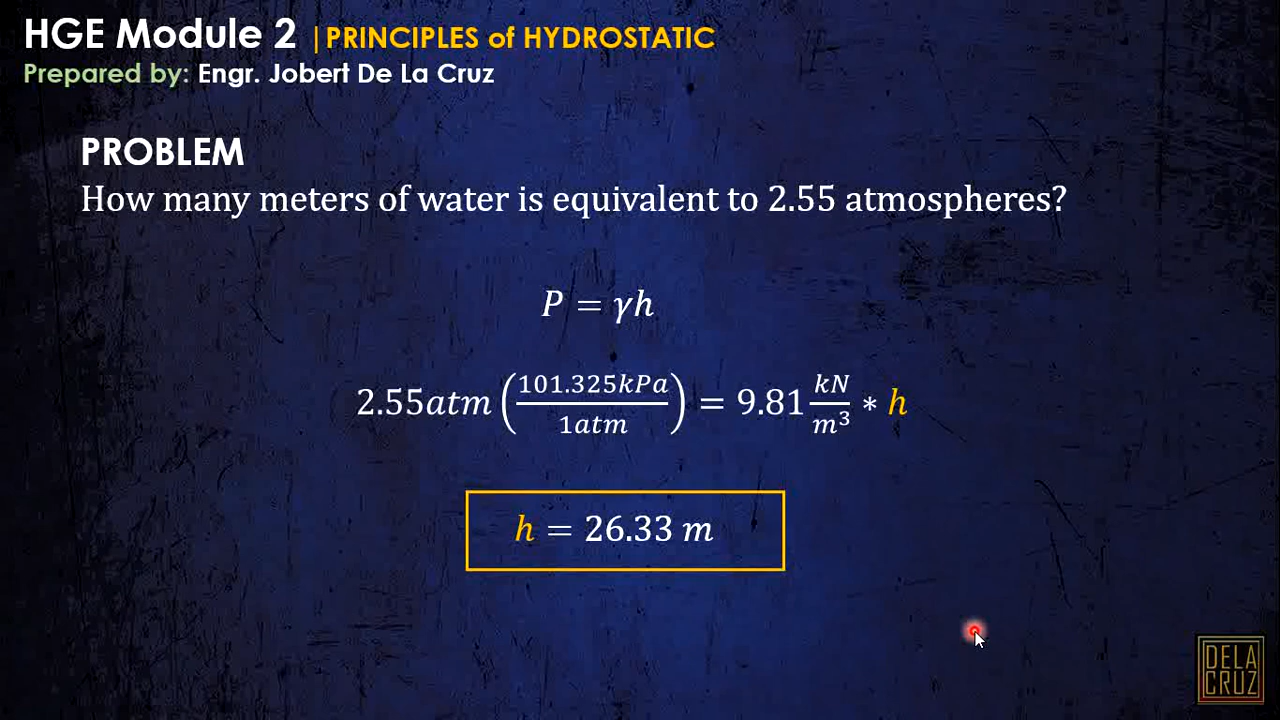 HGE Module 2 | PRINCIPLES of HYDROSTATIC
Prepared by: Engr. Jobert De La Cruz
PROBLEM
How many meters of water is equivalent to 2.55 atmospheres?
P = γh
2.55atm (101.325kPa / 1atm) = 9.81 kN/m³ * h
h = 26.33 m
DELA
CRUZ